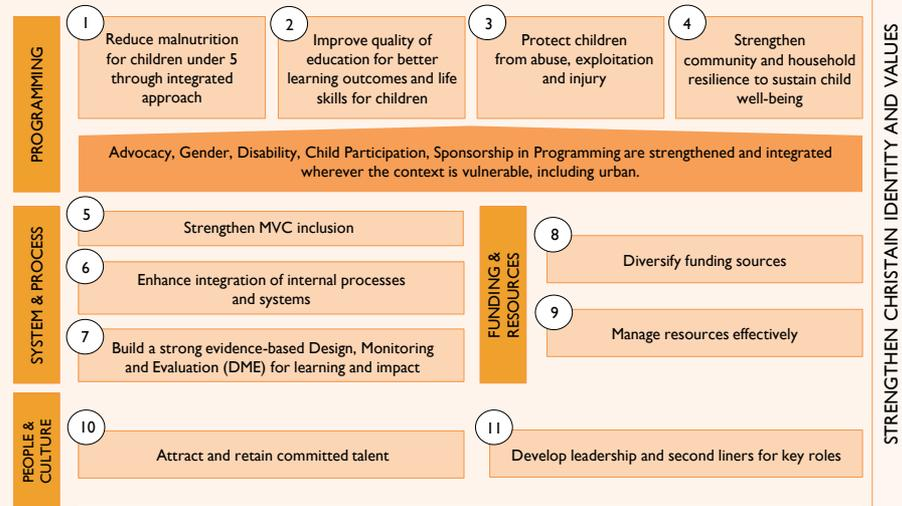 PROGRAMMING
1
Reduce malnutrition
for children under 5
through integrated
approach
2
Improve quality of
education for better
learning outcomes and life
skills for children
3
Protect children
from abuse, exploitation
and injury
4
Strengthen
community and household
resilience to sustain child
well-being
Advocacy, Gender, Disability, Child Participation, Sponsorship in Programming are strengthened and integrated
wherever the context is vulnerable, including urban.
SYSTEM & PROCESS
5
Strengthen MVC inclusion
6
Enhance integration of internal processes
and systems
7
Build a strong evidence-based Design, Monitoring
and Evaluation (DME) for learning and impact
FUNDING &
RESOURCES
8
Diversify funding sources
9
Manage resources effectively
PEOPLE &
CULTURE
10
Attract and retain committed talent
11
Develop leadership and second liners for key roles
STRENGTHEN CHRISTAIN IDENTITY AND VALUES